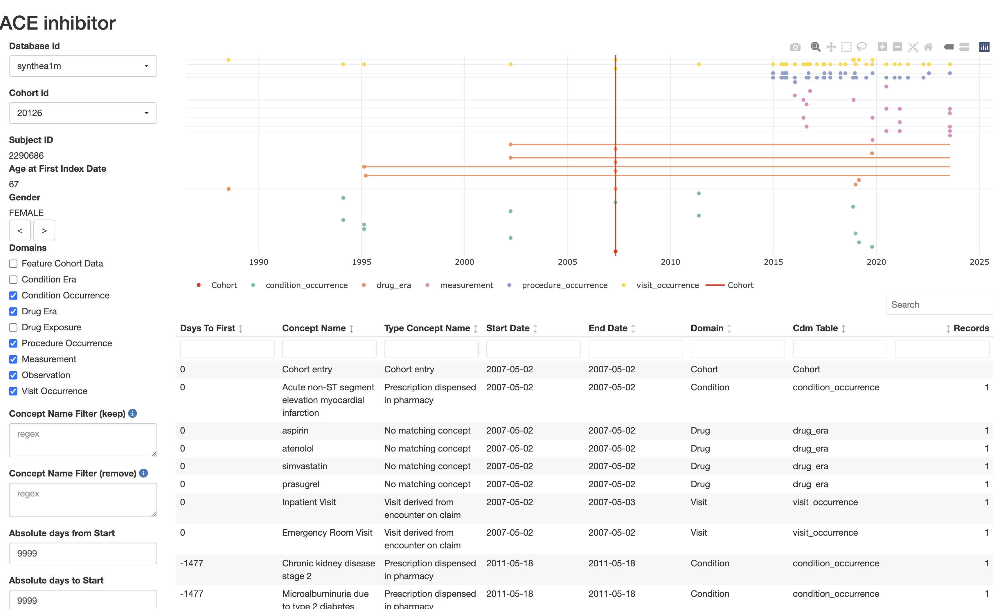 ACE inhibitor
Database id
synthea1m
Cohort id
20126
Subject ID
2290686
Age at First Index Date
67
Gender
FEMALE
< >
Domains
Feature Cohort Data
Condition Era
Condition Occurrence
Drug Era
Drug Exposure
Procedure Occurrence
Measurement
Observation
Visit Occurrence
Concept Name Filter (keep) i
regex
Concept Name Filter (remove) i
regex
Absolute days from Start
9999
Absolute days to Start
9999
1990 1995 2000 2005 2010 2015 2020 2025
Cohort condition_occurrence drug_era measurement procedure_occurrence visit_occurrence Cohort
Search
Days To First Concept Name Type Concept Name Start Date End Date Domain Cdm Table Records
0 Cohort entry Cohort entry 2007-05-02 2007-05-02 Cohort Cohort
0 Acute non-ST segment Prescription dispensed 2007-05-02 2007-05-02 Condition condition_occurrence 1
elevation myocardial in pharmacy
infarction
0 aspirin No matching concept 2007-05-02 2007-05-02 Drug drug_era 1
0 atenolol No matching concept 2007-05-02 2007-05-02 Drug drug_era 1
0 simvastatin No matching concept 2007-05-02 2007-05-02 Drug drug_era 1
0 prasugrel No matching concept 2007-05-02 2007-05-02 Drug drug_era 1
0 Inpatient Visit Visit derived from 2007-05-02 2007-05-03 Visit visit_occurrence 1
encounter on claim
0 Emergency Room Visit Visit derived from 2007-05-02 2007-05-02 Visit visit_occurrence 1
encounter on claim
-1477 Chronic kidney disease Prescription dispensed 2011-05-18 2011-05-18 Condition condition_occurrence 1
stage 2 in pharmacy
-1477 Microalbuminuria due Prescription dispensed 2011-05-18 2011-05-18 Condition condition_occurrence 1
to type 2 diabetes in pharmacy